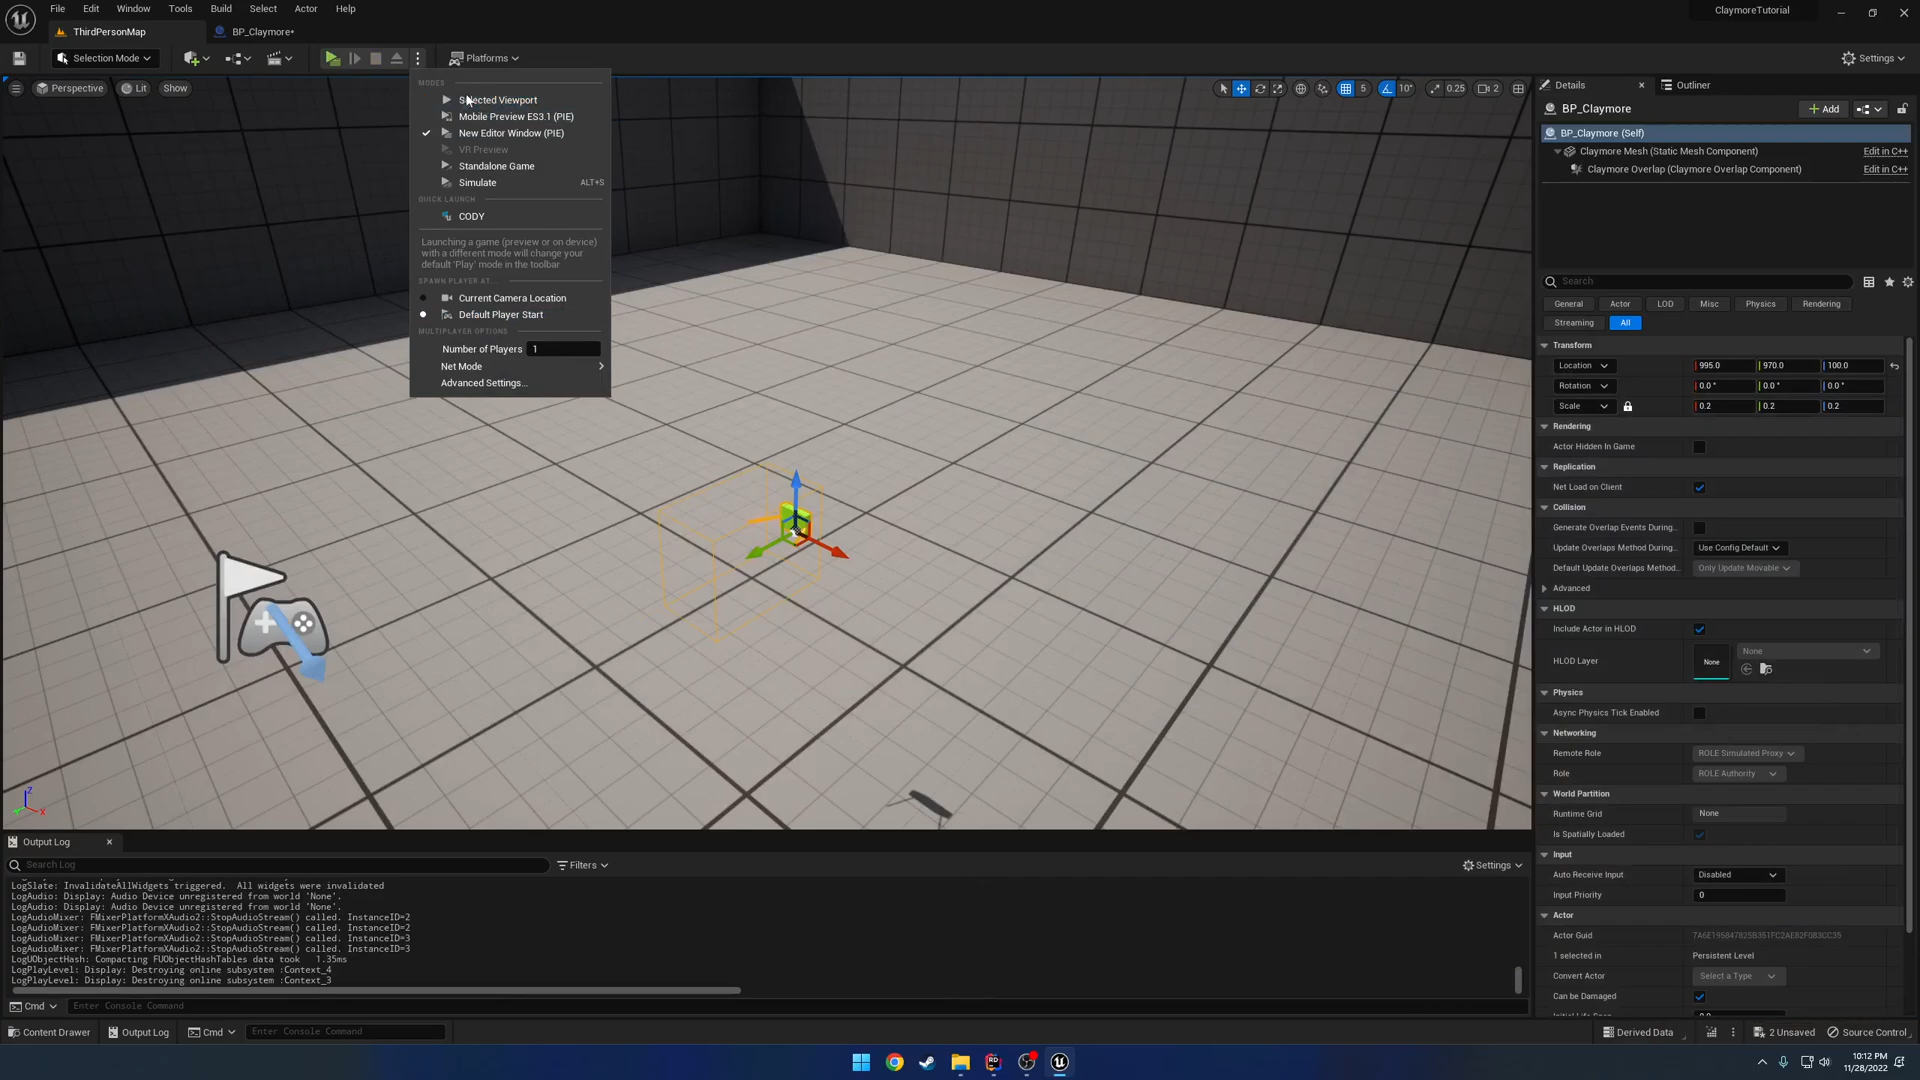 File Edit Window Tools Build Select Actor Help
ClaymoreTutorial
ThirdPersonMap
BP_Claymore•
Selection Mode
Platforms
Settings
Perspective Lit Show
5 10° 0.25 2
MODES
Selected Viewport
Mobile Preview ES3.1 (PIE)
New Editor Window (PIE)
VR Preview
Standalone Game
Simulate ALT+S
QUICK LAUNCH
CODY
Launching a game (preview or on device)
with a different mode will change your
default 'Play' mode in the toolbar
SPAWN PLAYER AT...
Current Camera Location
Default Player Start
MULTIPLAYER OPTIONS
Number of Players 1
Net Mode
Advanced Settings...
Details Outliner
BP_Claymore
Add
BP_Claymore (Self)
Claymore Mesh (Static Mesh Component) Edit in C++
Claymore Overlap (Claymore Overlap Component) Edit in C++
Search
General Actor LOD Misc Physics Rendering
Streaming All
Transform
Location 995.0 970.0 100.0
Rotation 0.0 ° 0.0 ° 0.0 °
Scale 0.2 0.2 0.2
Rendering
Actor Hidden In Game
Replication
Net Load on Client
Collision
Generate Overlap Events During..
Update Overlaps Method During.. Use Config Default
Default Update Overlaps Method.. Only Update Movable
Advanced
HLOD
Include Actor in HLOD
HLOD Layer None None
Physics
Async Physics Tick Enabled
Networking
Remote Role ROLE Simulated Proxy
Role ROLE Authority
World Partition
Runtime Grid None
Is Spatially Loaded
Input
Auto Receive Input Disabled
Input Priority 0
Actor
Actor Guid 7A6E195847825B351FC2AE82F083CC35
1 selected in Persistent Level
Convert Actor Select a Type
Can be Damaged
Z
X
Output Log
Search Log
Filters
Settings
LogSlate: InvalidateAllWidgets triggered. All widgets were invalidated
LogAudio: Display: Audio Device unregistered from world 'None'.
LogAudio: Display: Audio Device unregistered from world 'None'.
LogAudioMixer: FMixerPlatformXAudio2::StopAudioStream() called. InstanceID=2
LogAudioMixer: FMixerPlatformXAudio2::StopAudioStream() called. InstanceID=2
LogAudioMixer: FMixerPlatformXAudio2::StopAudioStream() called. InstanceID=3
LogAudioMixer: FMixerPlatformXAudio2::StopAudioStream() called. InstanceID=3
LogUObjectHash: Compacting FUObjectHashTables data took 1.35ms
LogPlayLevel: Display: Destroying online subsystem :Context_4
LogPlayLevel: Display: Destroying online subsystem :Context_3
Cmd Enter Console Command
Content Drawer Output Log Cmd Enter Console Command
Derived Data 2 Unsaved Source Control
10:12 PM
11/28/2022